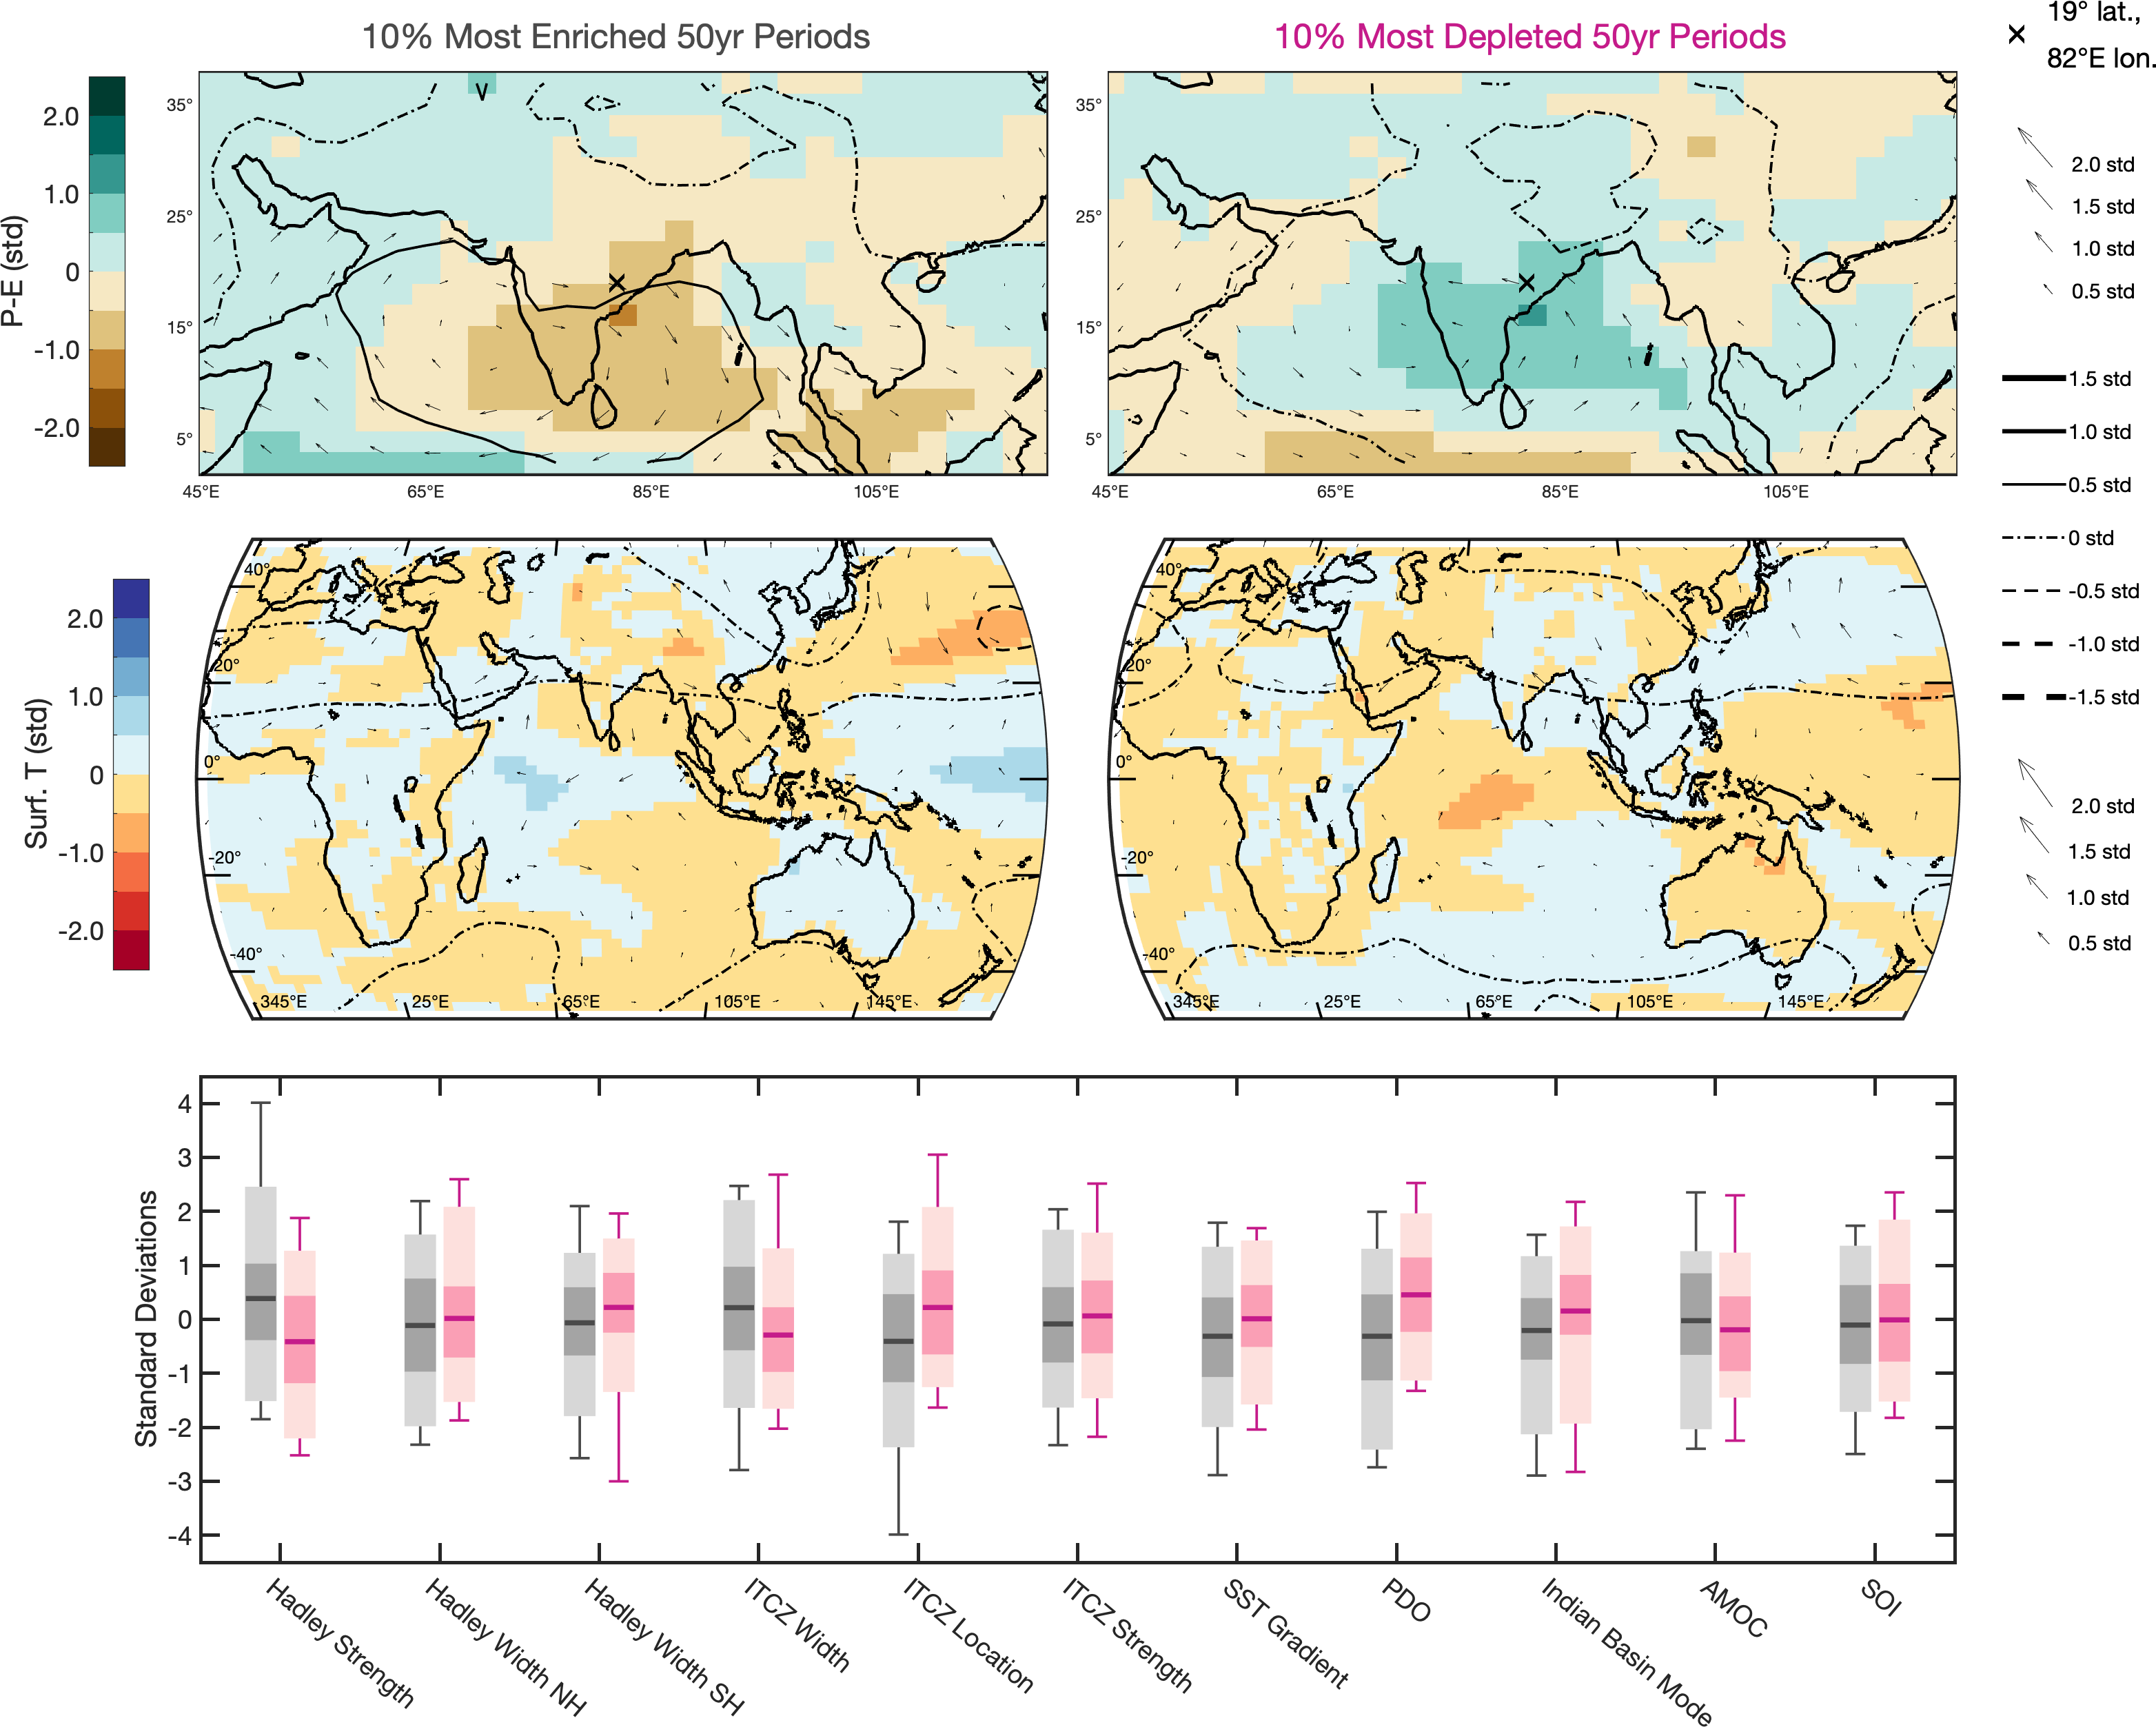 10% Most Enriched 50yr Periods
10% Most Depleted 50yr Periods
19° lat.,
82°E lon.
P-E (std)
2.0
1.0
0
-1.0
-2.0
35°
25°
15°
5°
45°E
65°E
85°E
105°E
35°
25°
15°
5°
45°E
65°E
85°E
105°E
2.0 std
1.5 std
1.0 std
0.5 std
1.5 std
1.0 std
0.5 std
0 std
-0.5 std
-1.0 std
-1.5 std
Surf. T (std)
2.0
1.0
0
-1.0
-2.0
40°
20°
0°
-20°
-40°
345°E
25°E
65°E
105°E
145°E
40°
20°
0°
-20°
-40°
345°E
25°E
65°E
105°E
145°E
2.0 std
1.5 std
1.0 std
0.5 std
Standard Deviations
4
3
2
1
0
-1
-2
-3
-4
Hadley Strength
Hadley Width NH
Hadley Width SH
ITCZ Width
ITCZ Location
ITCZ Strength
SST Gradient
PDO
Indian Basin Mode
AMOC
SOI